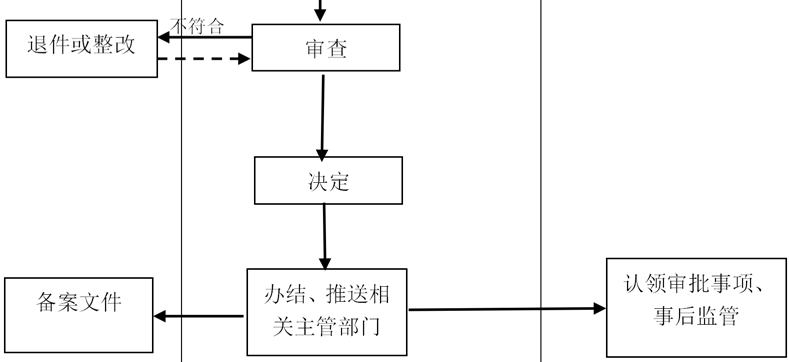 不符合
退件或整改
审查
决定
备案文件
办结、推送相
关主管部门
认领审批事项、
事后监管